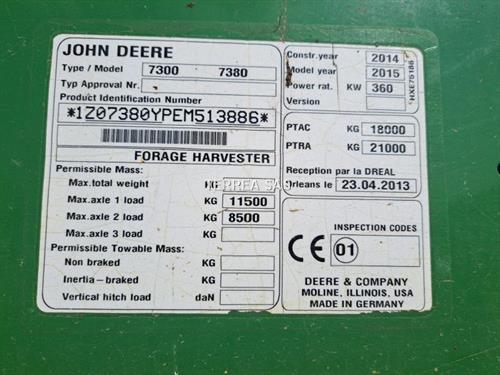 JOHN DEERE
Type / Model 7300 7380
Typ Approval Nr.
Product Identification Number
*1Z07380YPEM513886*
FORAGE HARVESTER
Permissible Mass:
Max.total weight KG
Max.axle 1 load KG 11500
Max.axle 2 load KG 8500
Max.axle 3 load KG
Permissible Towable Mass:
Non braked KG
Inertia-braked KG
Vertical hitch load daN
Constr.year 2014
Model year 2015
Power rat. KW 360
Version
HXE75186
PTAC KG 18000
PTRA KG 21000
Reception par la DREAL
Orleans le 23.04.2013
INSPECTION CODES
CE 01
DEERE & COMPANY
MOLINE, ILLINOIS, USA
MADE IN GERMANY
TERREA SAS